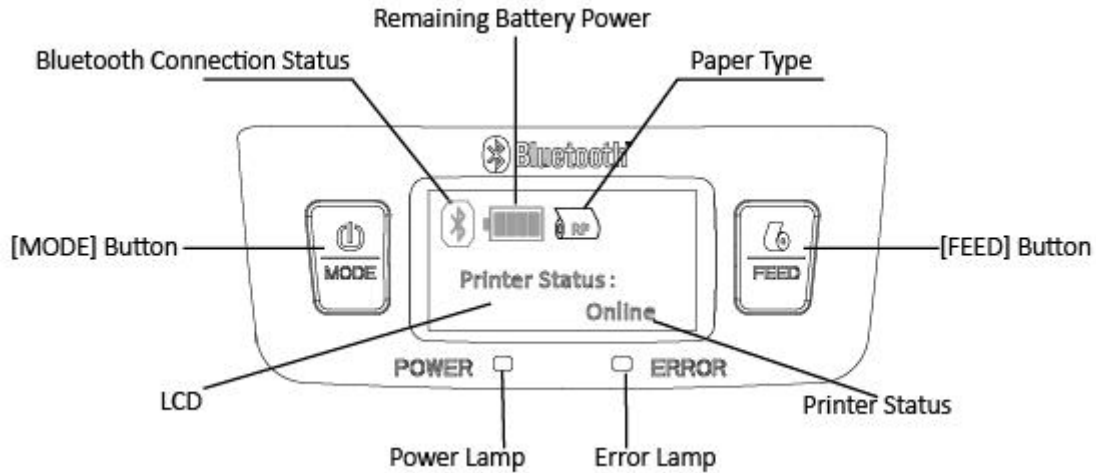 Remaining Battery Power
Bluetooth Connection Status
Paper Type
Bluetooth
RP
[MODE] Button
MODE
Printer Status :
Online
FEED
[FEED] Button
POWER
ERROR
LCD
Printer Status
Power Lamp
Error Lamp